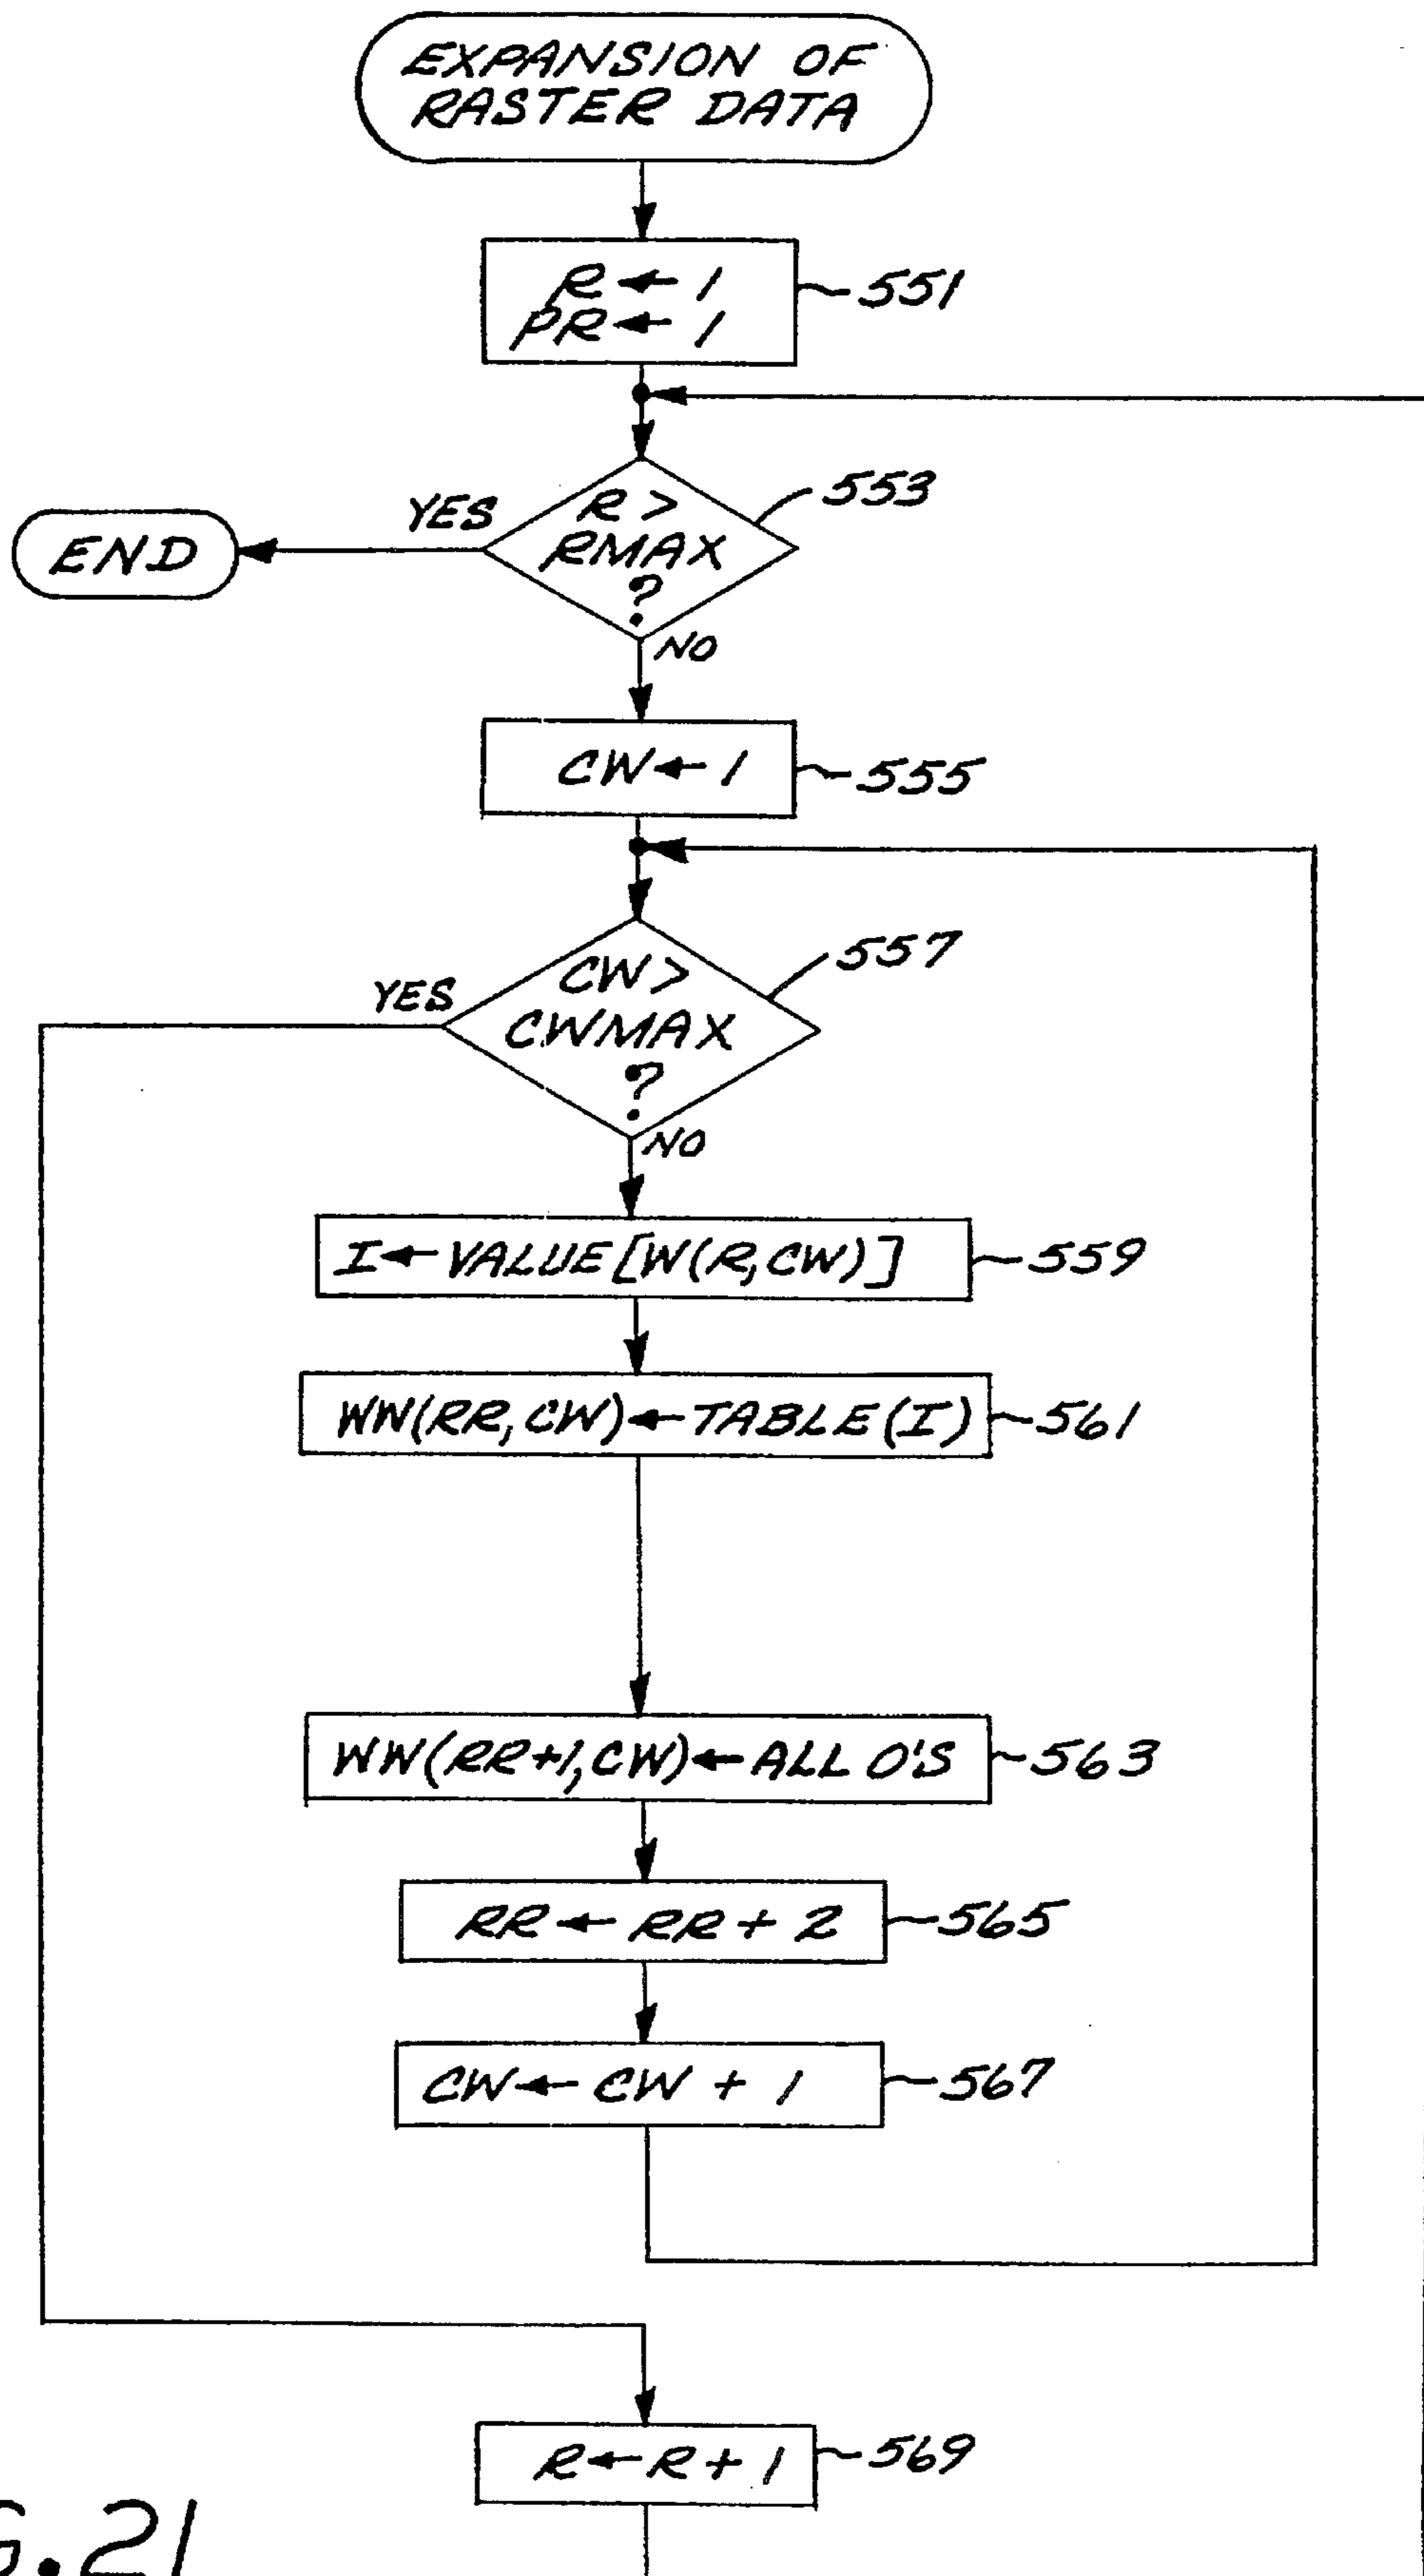 EXPANSION OF
RASTER DATA
R ← 1
PR ← 1
551
R >
RMAX
?
553
YES
END
NO
CW ← 1
555
CW >
CWMAX
?
557
YES
NO
I ← VALUE[W(R,CW)]
559
WW(RR,CW) ← TABLE(I)
561
WW(RR+1,CW) ← ALL 0'S
563
RR ← RR + 2
565
CW ← CW + 1
567
R ← R + 1
569
G.21